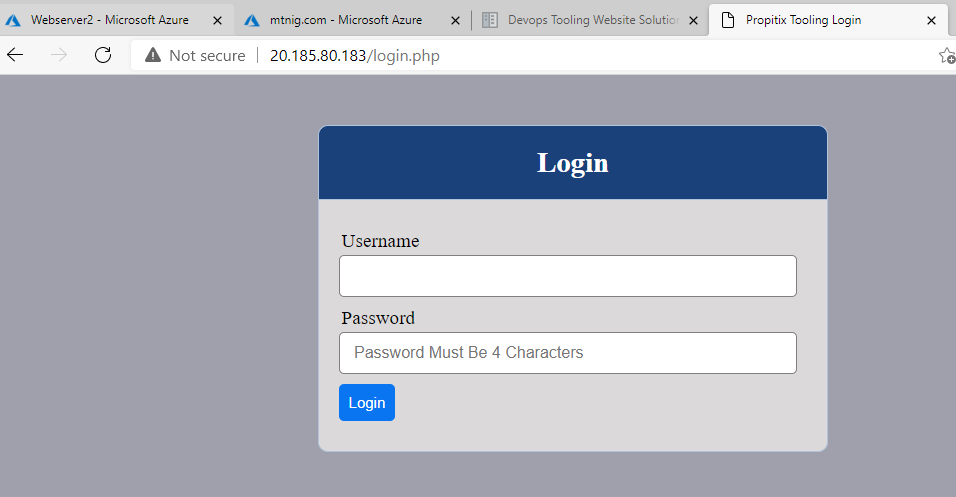 Webserver2 - Microsoft Azure
mtnig.com - Microsoft Azure
Devops Tooling Website Solutio
Propitix Tooling Login
Not secure
20.185.80.183/login.php
Login
Username
Password
Password Must Be 4 Characters
Login